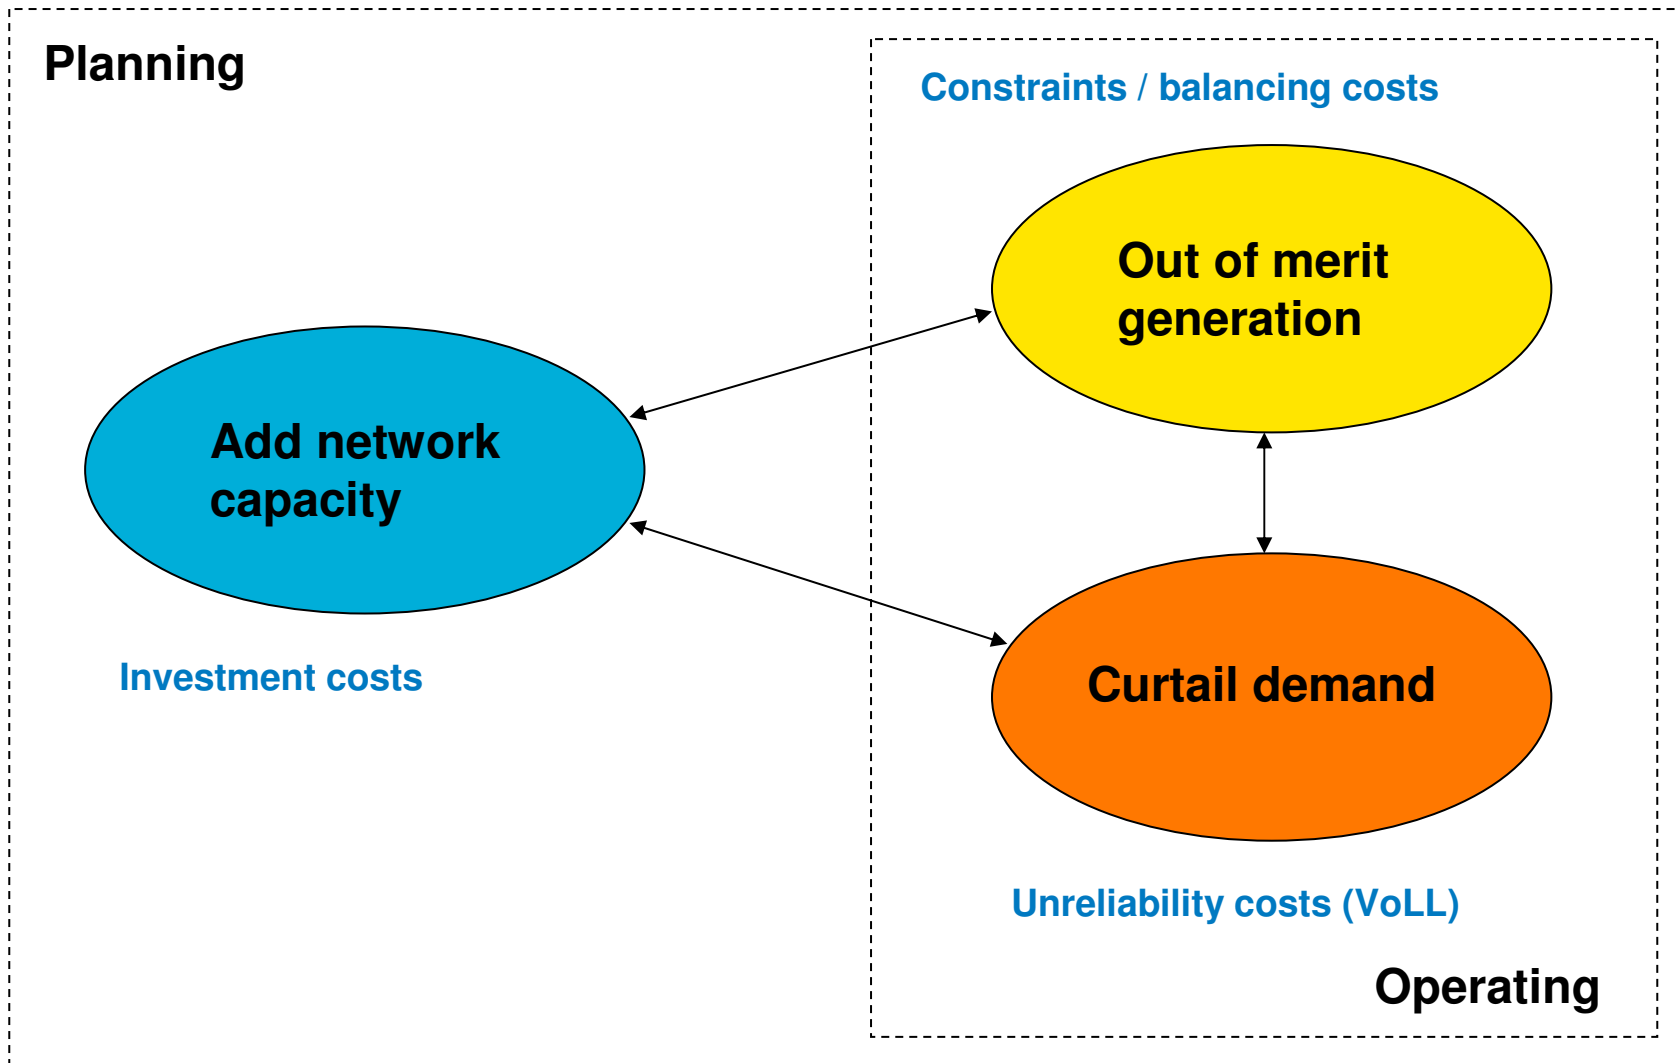 Planning
Constraints / balancing costs
Out of merit
generation
Add network
capacity
Investment costs
Curtail demand
Unreliability costs (VoLL)
Operating